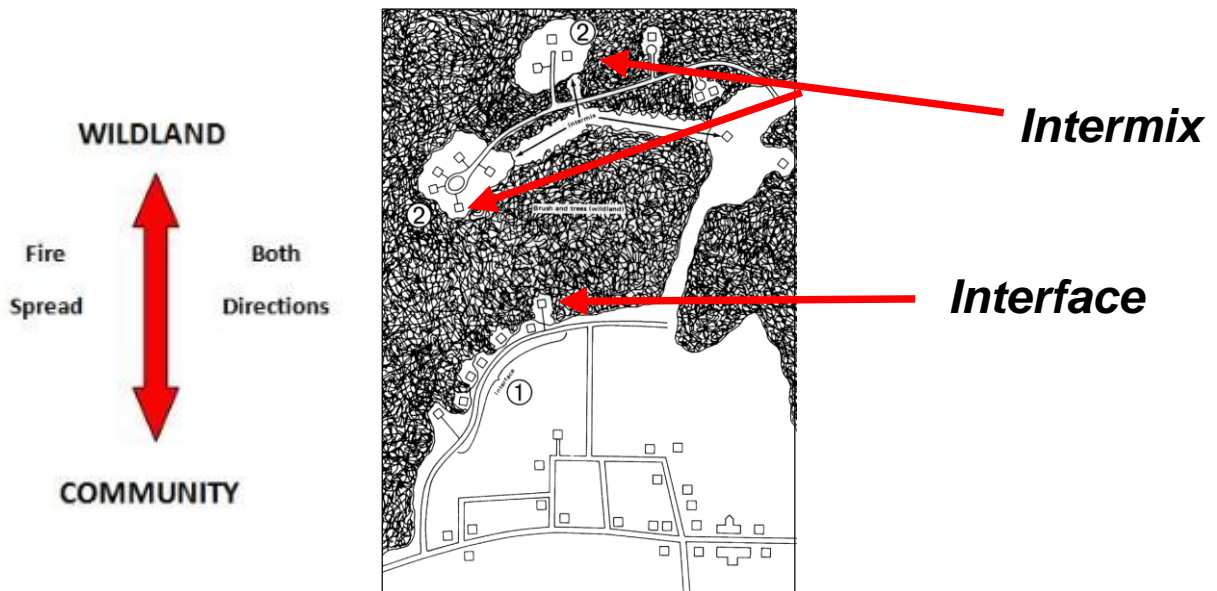 WILDLAND
Fire
Spread
Both
Directions
COMMUNITY
②
Intermix
②
Brush and trees (wildland)
Interface
①
Intermix
Interface